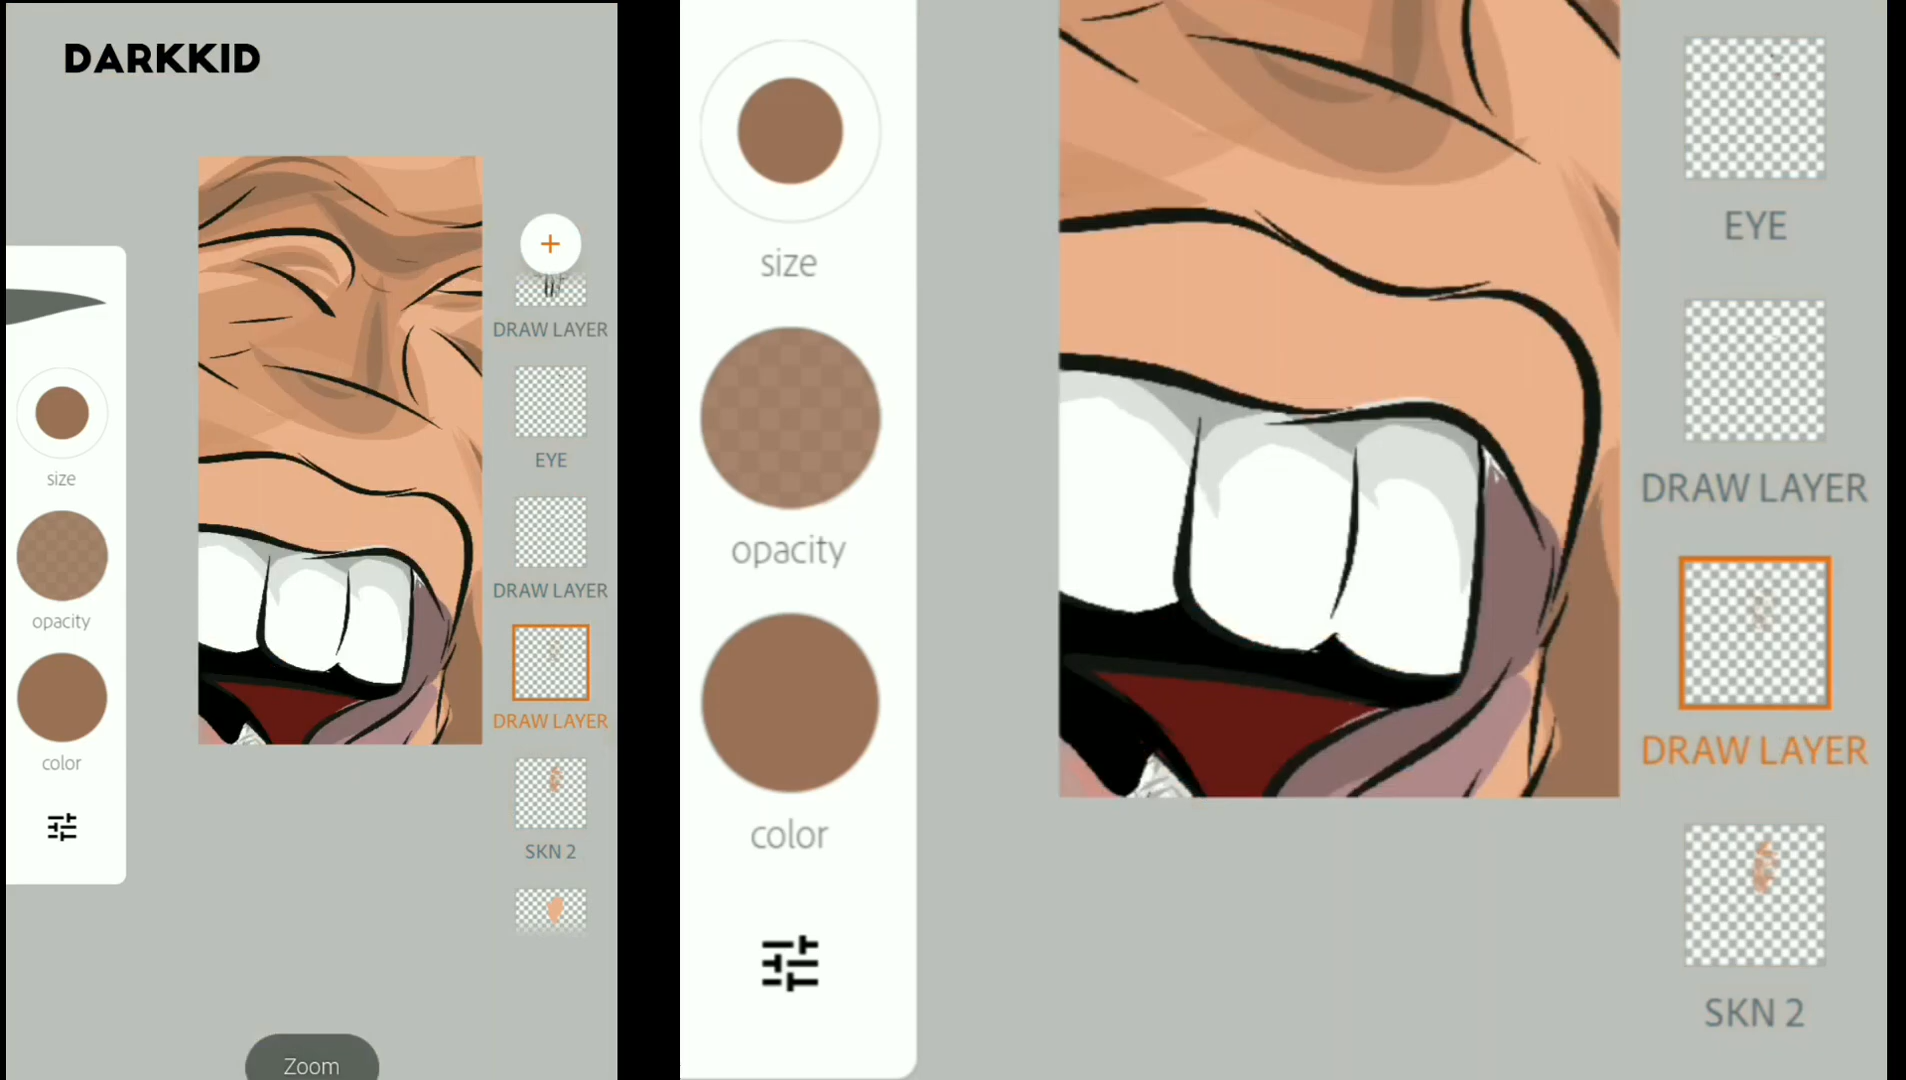 DARKKID
DRAW LAYER
EYE
DRAW LAYER
DRAW LAYER
SKN 2
size
opacity
color
Zoom
size
opacity
color
EYE
DRAW LAYER
DRAW LAYER
SKN 2